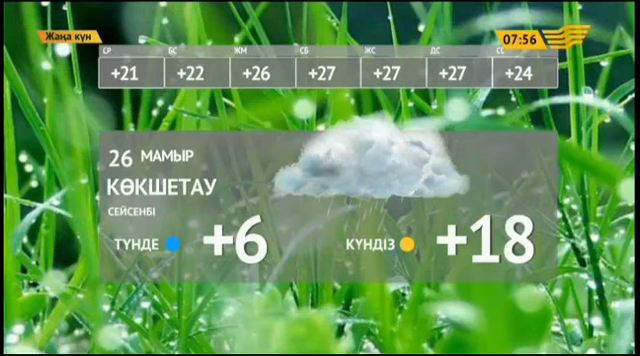 Жаңа күн
07:56
СР БС ЖМ СБ ЖС ДС СС
+21 +22 +26 +27 +27 +27 +24
26 МАМЫР
КӨКШЕТАУ
СЕЙСЕНБІ
ТҮНДЕ +6 КҮНДІЗ +18